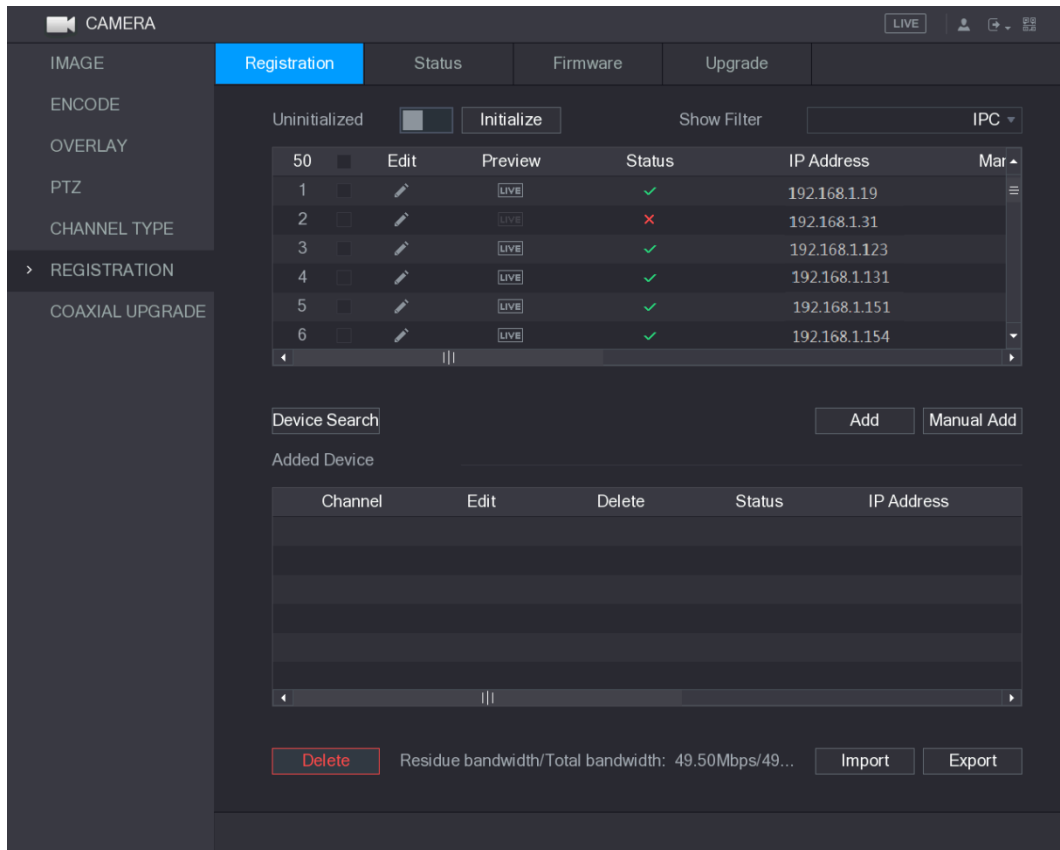 CAMERA LIVE
IMAGE
ENCODE
OVERLAY
PTZ
CHANNEL TYPE
REGISTRATION
COAXIAL UPGRADE
Registration Status Firmware Upgrade
Uninitialized Initialize Show Filter IPC
50 Edit Preview Status IP Address Mar
1 LIVE 192.168.1.19
2 LIVE 192.168.1.31
3 LIVE 192.168.1.123
4 LIVE 192.168.1.131
5 LIVE 192.168.1.151
6 LIVE 192.168.1.154
Device Search Add Manual Add
Added Device
Channel Edit Delete Status IP Address
Delete Residue bandwidth/Total bandwidth: 49.50Mbps/49... Import Export